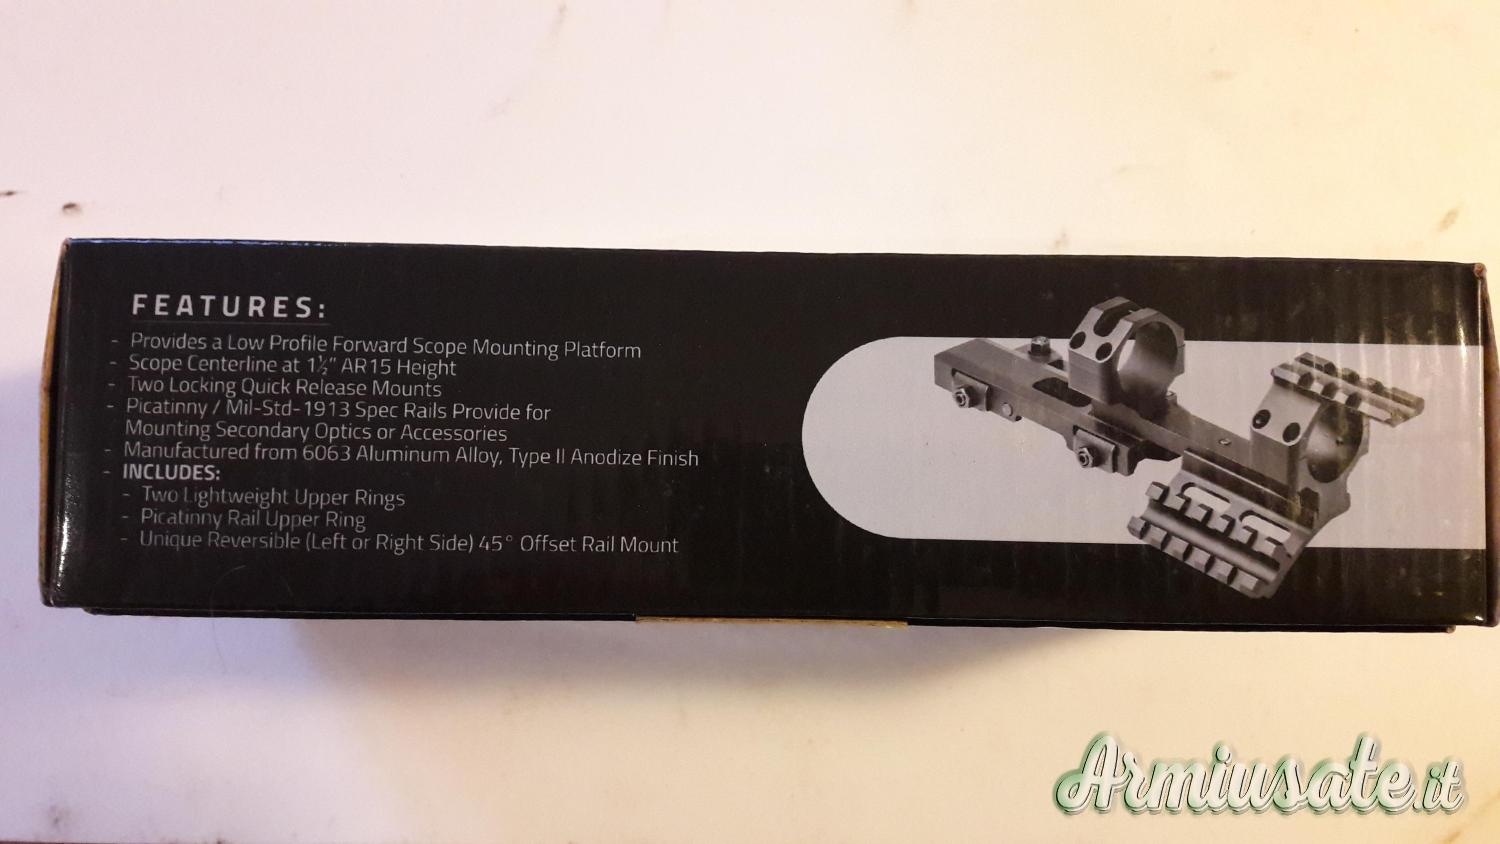 FEATURES:
- Provides a Low Profile Forward Scope Mounting Platform
- Scope Centerline at 1½" AR15 Height
- Two Locking Quick Release Mounts
- Picatinny / Mil-Std-1913 Spec Rails Provide for
Mounting Secondary Optics or Accessories
- Manufactured from 6063 Aluminum Alloy, Type II Anodize Finish
- INCLUDES:
- Two Lightweight Upper Rings
- Picatinny Rail Upper Ring
- Unique Reversible (Left or Right Side) 45° Offset Rail Mount
Armiusate.it